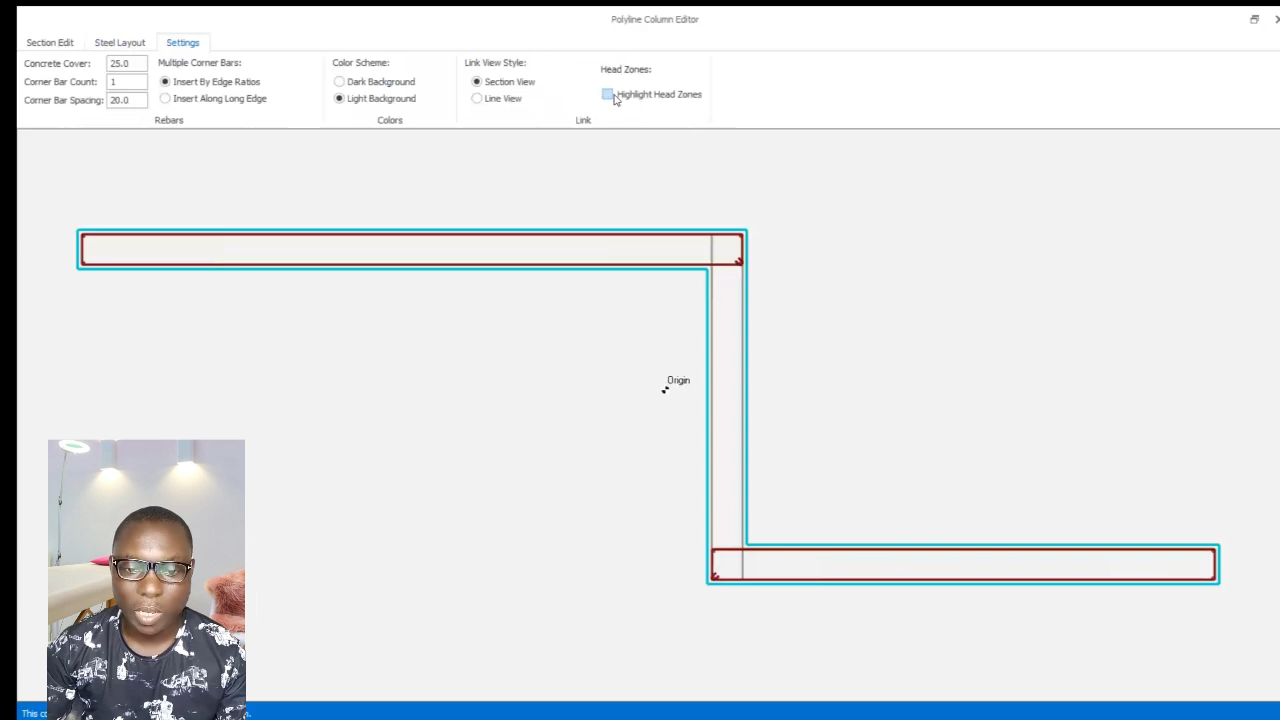 Polyline Column Editor
Section Edit Steel Layout Settings
Concrete Cover: 25.0 Multiple Corner Bars: Color Scheme: Link View Style: Head Zones:
Corner Bar Count: 1 Insert By Edge Ratios Dark Background Section View Highlight Head Zones
Corner Bar Spacing: 20.0 Insert Along Long Edge Light Background Line View
Rebars Colors Link
Origin
This